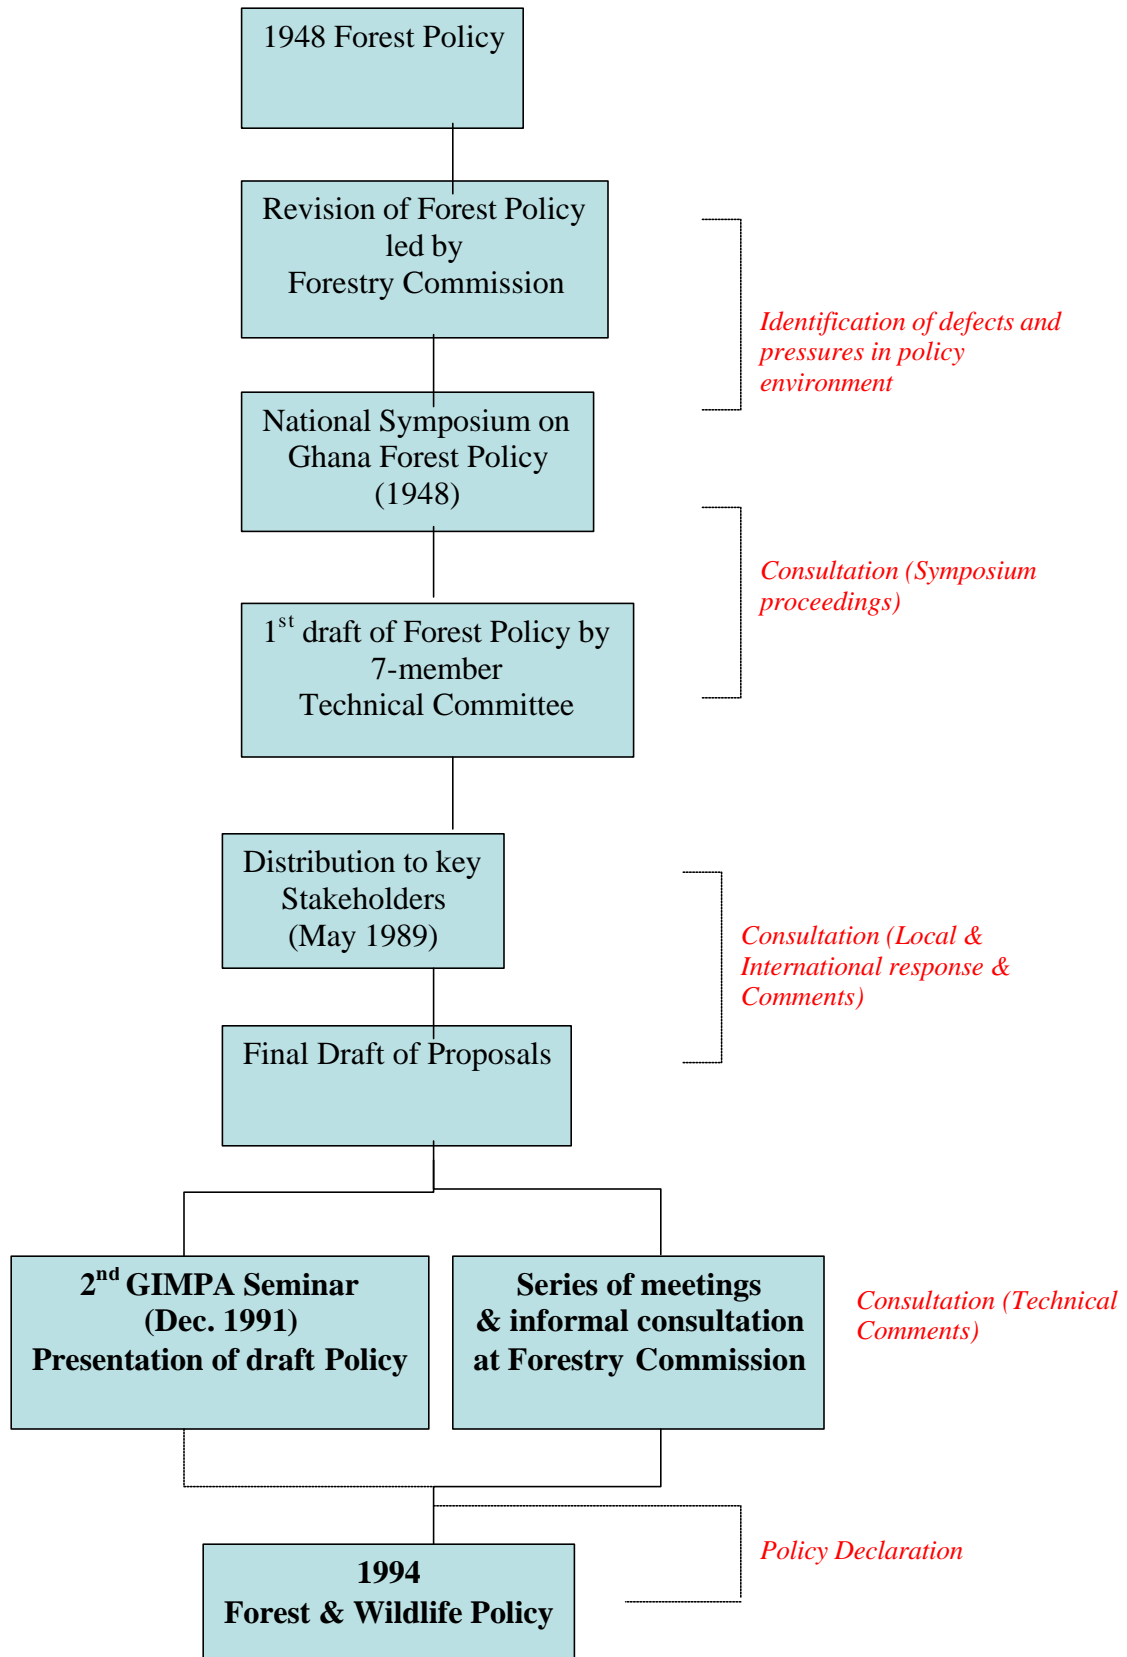 1948 Forest Policy
Revision of Forest Policy
led by
Forestry Commission
Identification of defects and
pressures in policy
environment
National Symposium on
Ghana Forest Policy
(1948)
Consultation (Symposium
proceedings)
1st draft of Forest Policy by
7-member
Technical Committee
Distribution to key
Stakeholders
(May 1989)
Consultation (Local &
International response &
Comments)
Final Draft of Proposals
2nd GIMPA Seminar
(Dec. 1991)
Presentation of draft Policy
Series of meetings
& informal consultation
at Forestry Commission
Consultation (Technical
Comments)
Policy Declaration
1994
Forest & Wildlife Policy